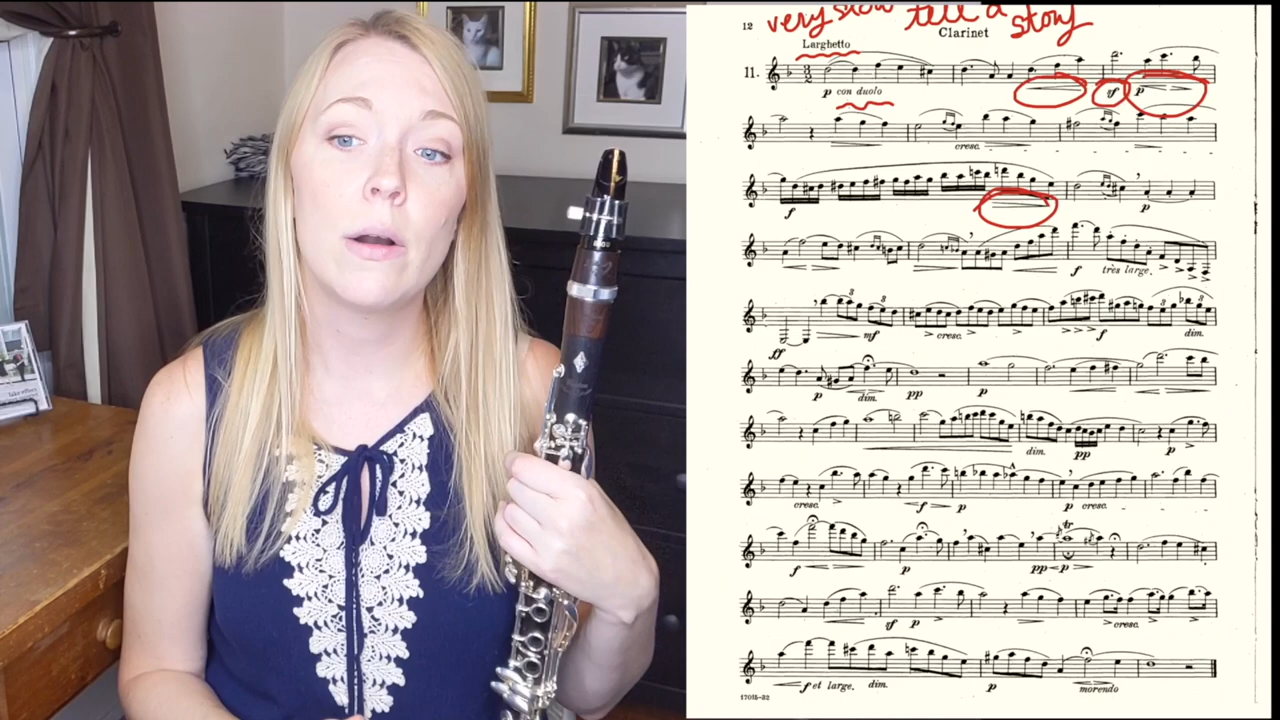 very slow tell a story
12
Clarinet
Larghetto
11.
p con duolo sf p
cresc.
f p
f très large.
ff mf cresc. f dim.
p dim. pp p
dim. pp p
cresc. f p p cresc.
tr
f p pp p
sf p cresc.
f et large. dim. p morendo
17015-32